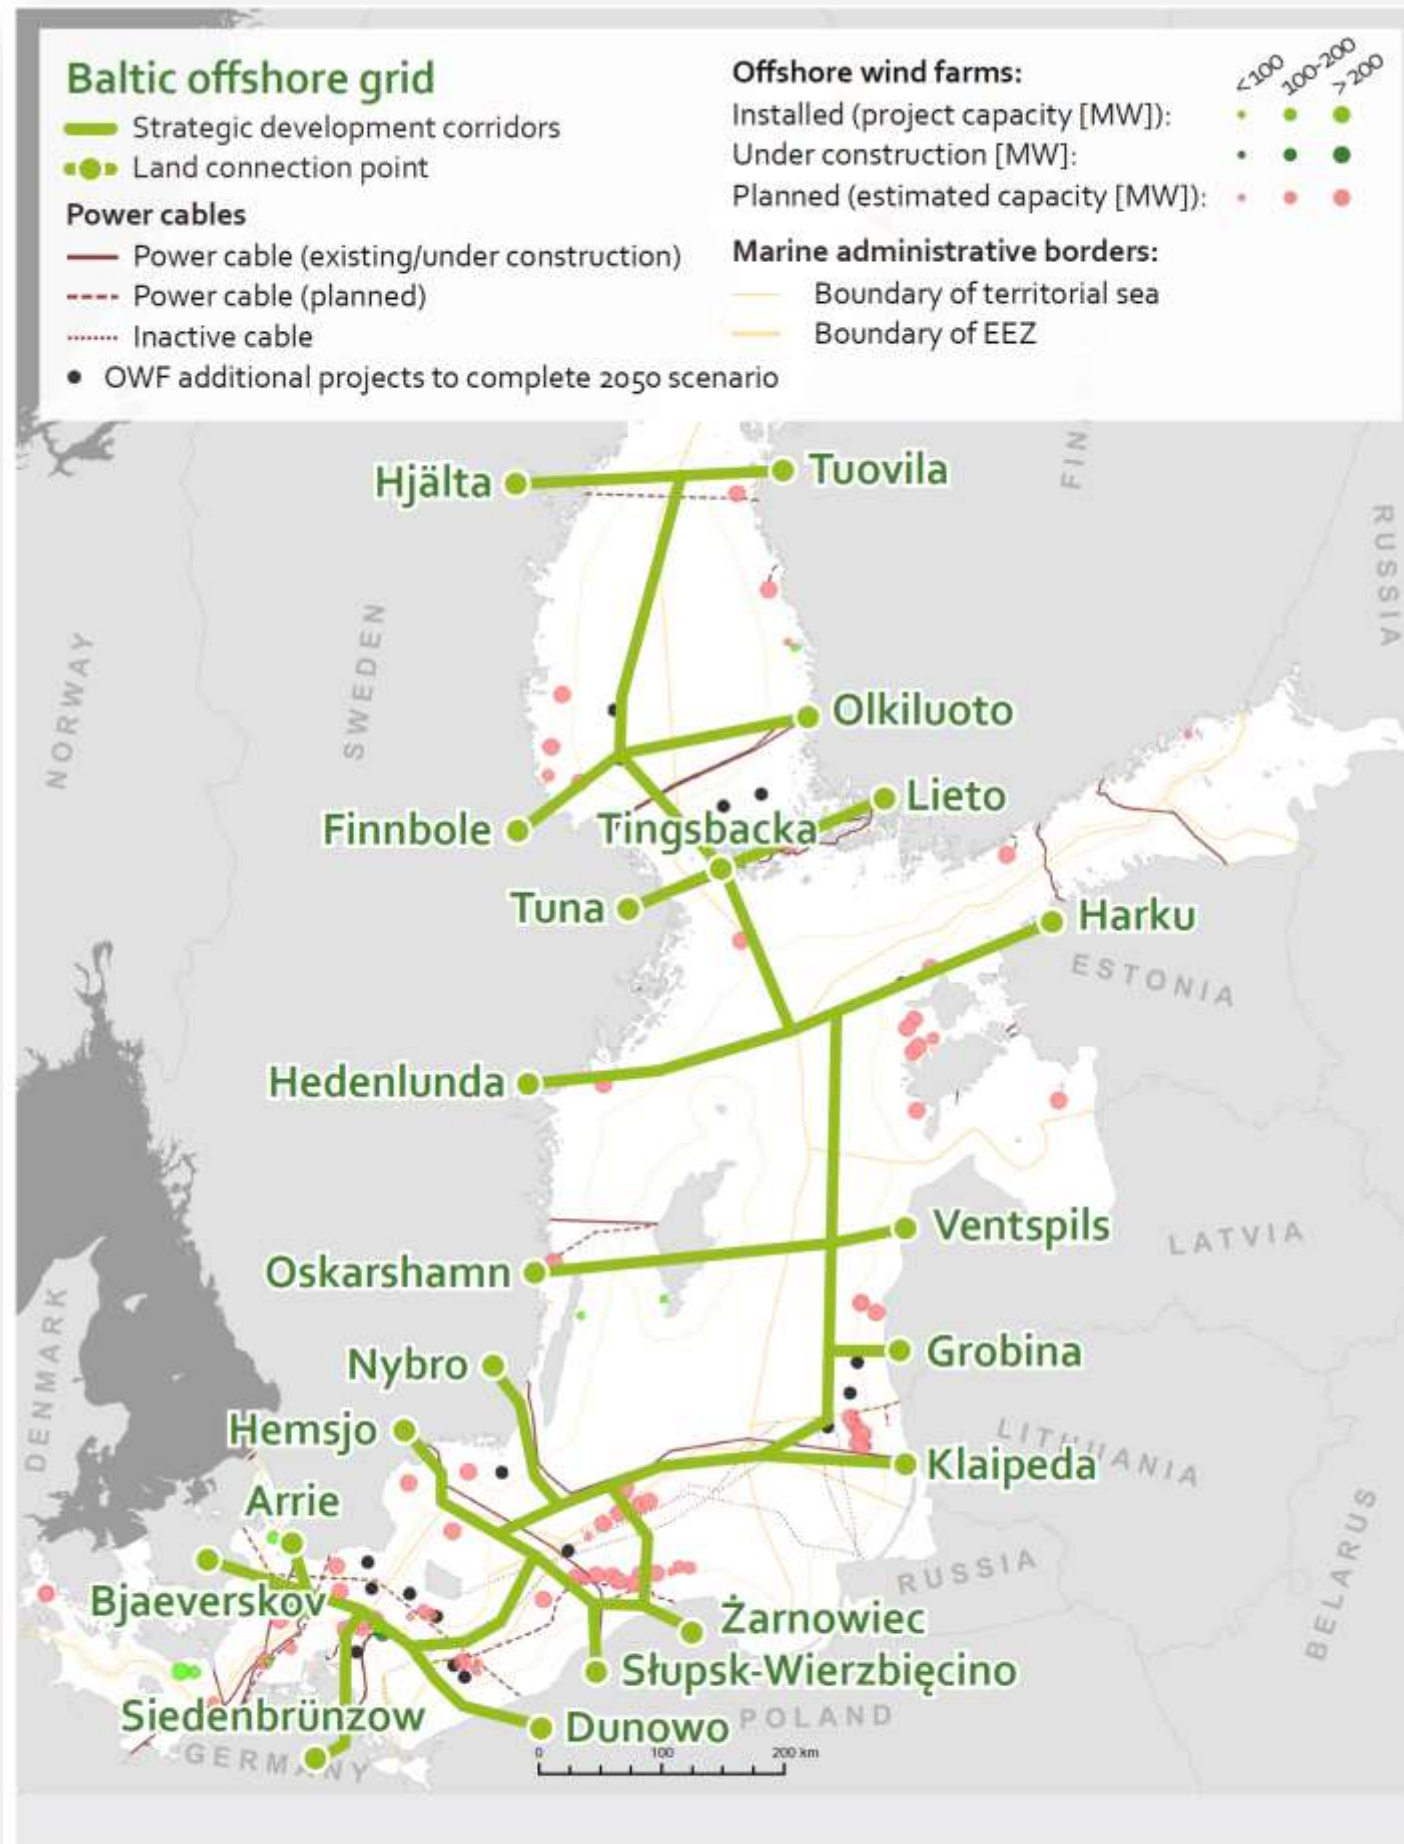 Baltic offshore grid
Strategic development corridors
Land connection point
Power cables
Power cable (existing/under construction)
Power cable (planned)
Inactive cable
OWF additional projects to complete 2050 scenario
Offshore wind farms:
<100
100-200
>200
Installed (project capacity [MW]):
Under construction [MW]:
Planned (estimated capacity [MW]):
Marine administrative borders:
Boundary of territorial sea
Boundary of EEZ
FIN
Hjälta
Tuovila
RUSSIA
NORWAY
SWEDEN
Olkiluoto
Lieto
Finnbole
Tingsbacka
Tuna
Harku
ESTONIA
Hedenlunda
Ventspils
LATVIA
Oskarshamn
DENMARK
Nybro
Grobina
Hemsjo
LITHUANIA
Klaipeda
Arrie
BELARUS
RUSSIA
Bjaeverskov
Żarnowiec
Słupsk-Wierzbięcino
Siedenbrünzow
Dunowo
POLAND
GERMANY
0 100 200 km